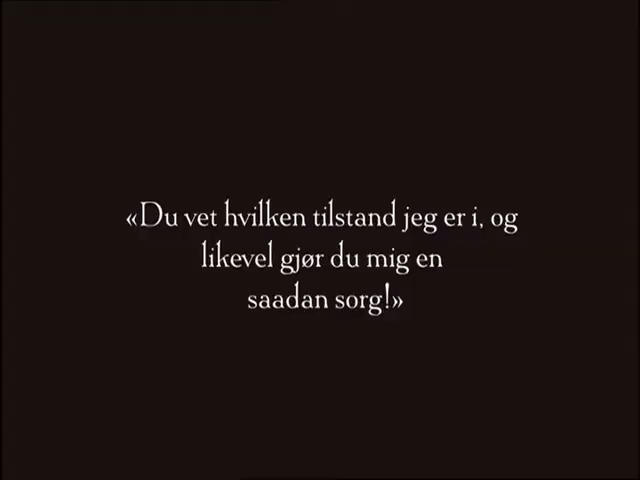 «Du vet hvilken tilstand jeg er i, og
likevel gjør du mig en
saadan sorg!»